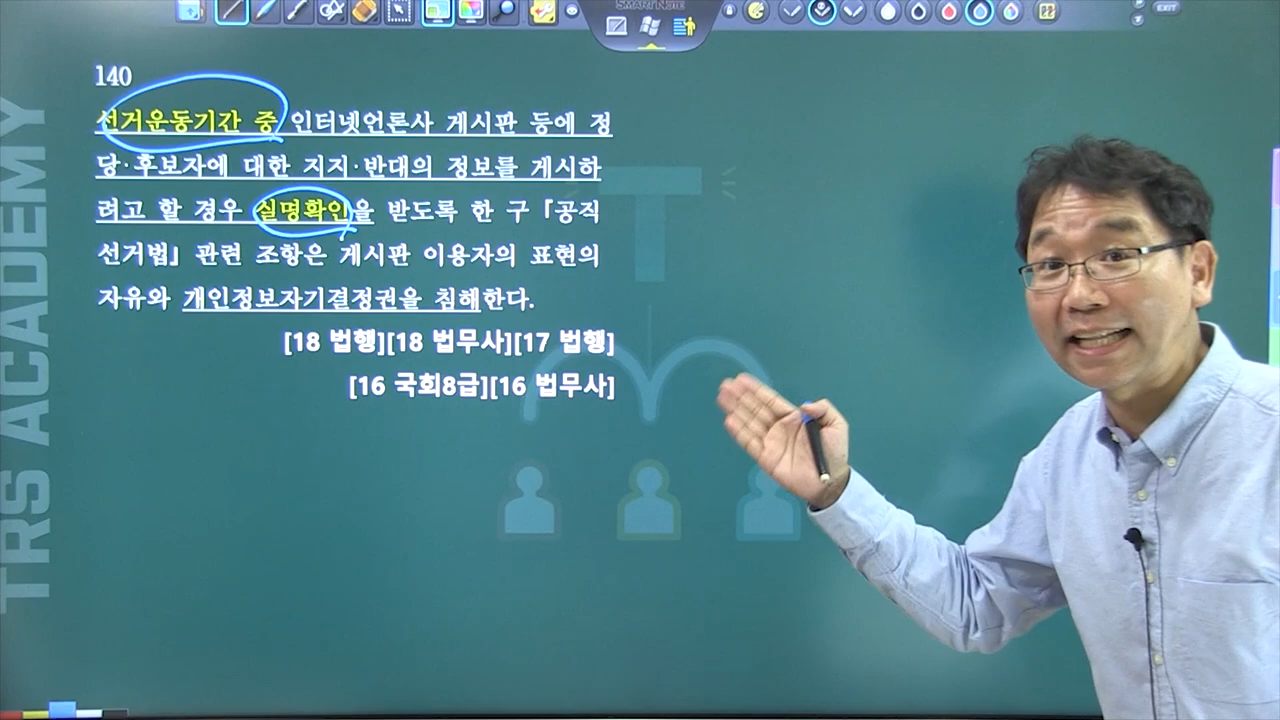 SMART NOTE
EXIT
140
선거운동기간 중 인터넷언론사 게시판 등에 정
당·후보자에 대한 지지·반대의 정보를 게시하
려고 할 경우 실명확인을 받도록 한 구「공직
선거법」관련 조항은 게시판 이용자의 표현의
자유와 개인정보자기결정권을 침해한다.
[18 법행][18 법무사][17 법행]
[16 국회8급][16 법무사]
TRS ACADEMY